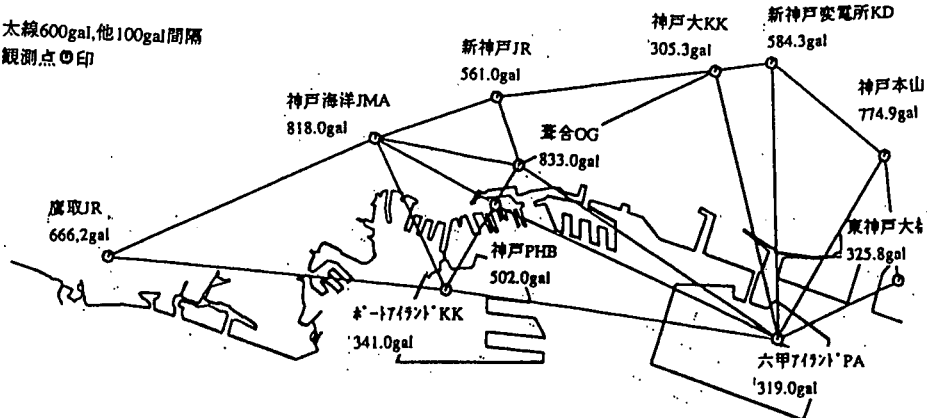 太線600gal,他100gal間隔
観測点⊙印
神戸大KK
305.3gal
新神戸変電所KD
584.3gal
新神戸JR
561.0gal
神戸本山
774.9gal
神戸海洋JMA
818.0gal
葺合OG
833.0gal
鷹取JR
666,2gal
東神戸大
325.8gal
神戸PHB
502.0gal
ポートアイランドKK
341.0gal
六甲アイランドPA
319.0gal